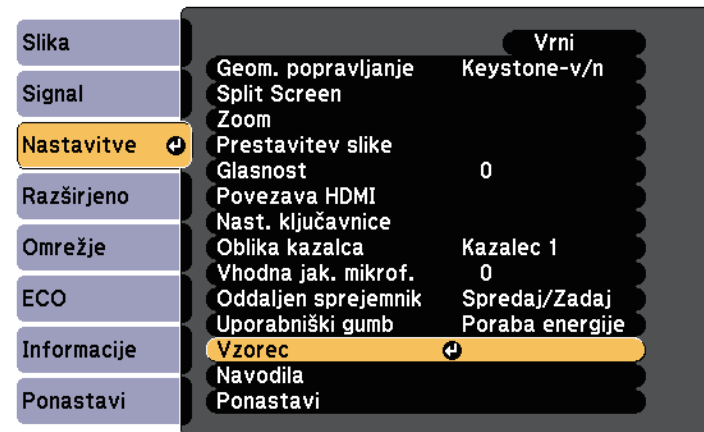 Slika
Signal
Nastavitve
Razširjeno
Omrežje
ECO
Informacije
Ponastavi
Vrni
Geom. popravljanje Keystone-v/n
Split Screen
Zoom
Prestavitev slike
Glasnost 0
Povezava HDMI
Nast. ključavnice
Oblika kazalca Kazalec 1
Vhodna jak. mikrof. 0
Oddaljen sprejemnik Spredaj/Zadaj
Uporabniški gumb Poraba energije
Vzorec
Navodila
Ponastavi